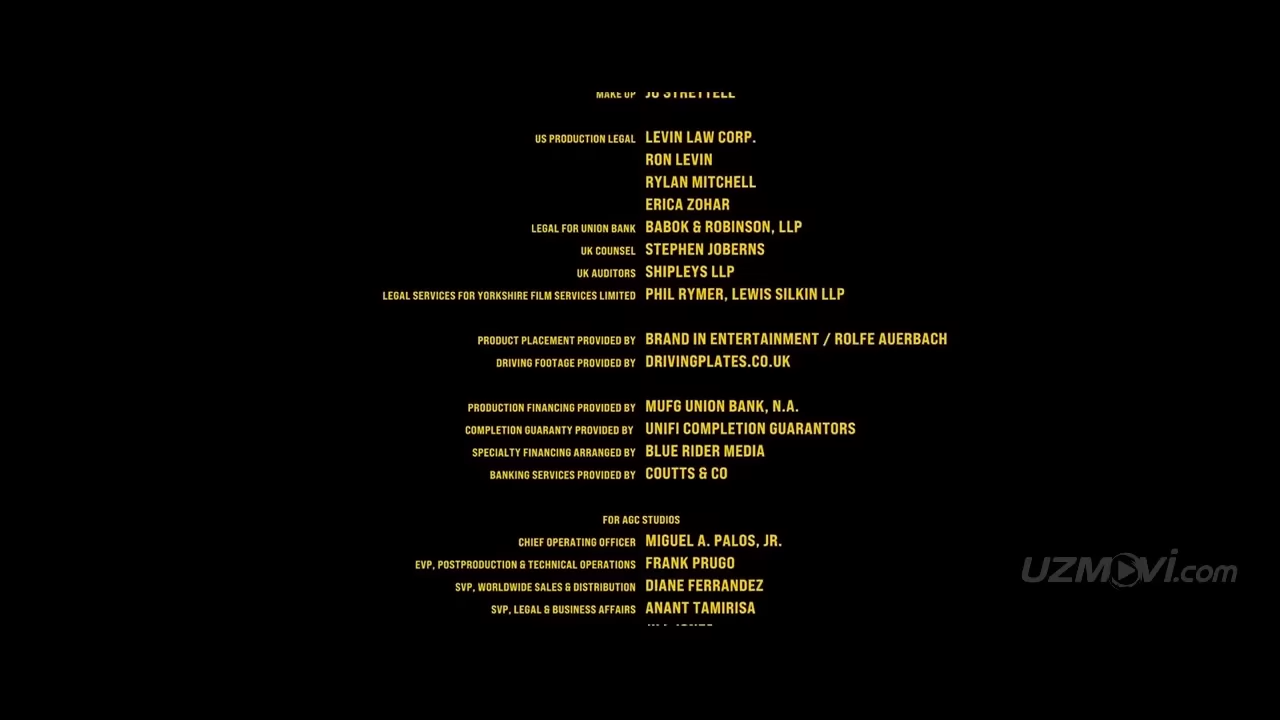 MAKE UP JO STRETTELL
US PRODUCTION LEGAL LEVIN LAW CORP.
RON LEVIN
RYLAN MITCHELL
ERICA ZOHAR
LEGAL FOR UNION BANK BABOK & ROBINSON, LLP
UK COUNSEL STEPHEN JOBERNS
UK AUDITORS SHIPLEYS LLP
LEGAL SERVICES FOR YORKSHIRE FILM SERVICES LIMITED PHIL RYMER, LEWIS SILKIN LLP
PRODUCT PLACEMENT PROVIDED BY BRAND IN ENTERTAINMENT / ROLFE AUERBACH
DRIVING FOOTAGE PROVIDED BY DRIVINGPLATES.CO.UK
PRODUCTION FINANCING PROVIDED BY MUFG UNION BANK, N.A.
COMPLETION GUARANTY PROVIDED BY UNIFI COMPLETION GUARANTORS
SPECIALTY FINANCING ARRANGED BY BLUE RIDER MEDIA
BANKING SERVICES PROVIDED BY COUTTS & CO
FOR AGC STUDIOS
CHIEF OPERATING OFFICER MIGUEL A. PALOS, JR.
EVP, POSTPRODUCTION & TECHNICAL OPERATIONS FRANK PRUGO
SVP, WORLDWIDE SALES & DISTRIBUTION DIANE FERRANDEZ
SVP, LEGAL & BUSINESS AFFAIRS ANANT TAMIRISA
UZMOVi.com